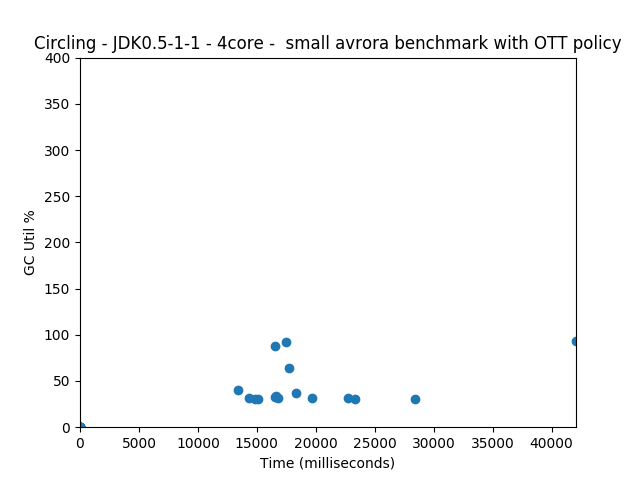 Circling - JDK0.5-1-1 - 4core -  small avrora benchmark with OTT policy
400
350
300
250
200
150
100
50
0
GC Util %
0 5000 10000 15000 20000 25000 30000 35000 40000
Time (milliseconds)